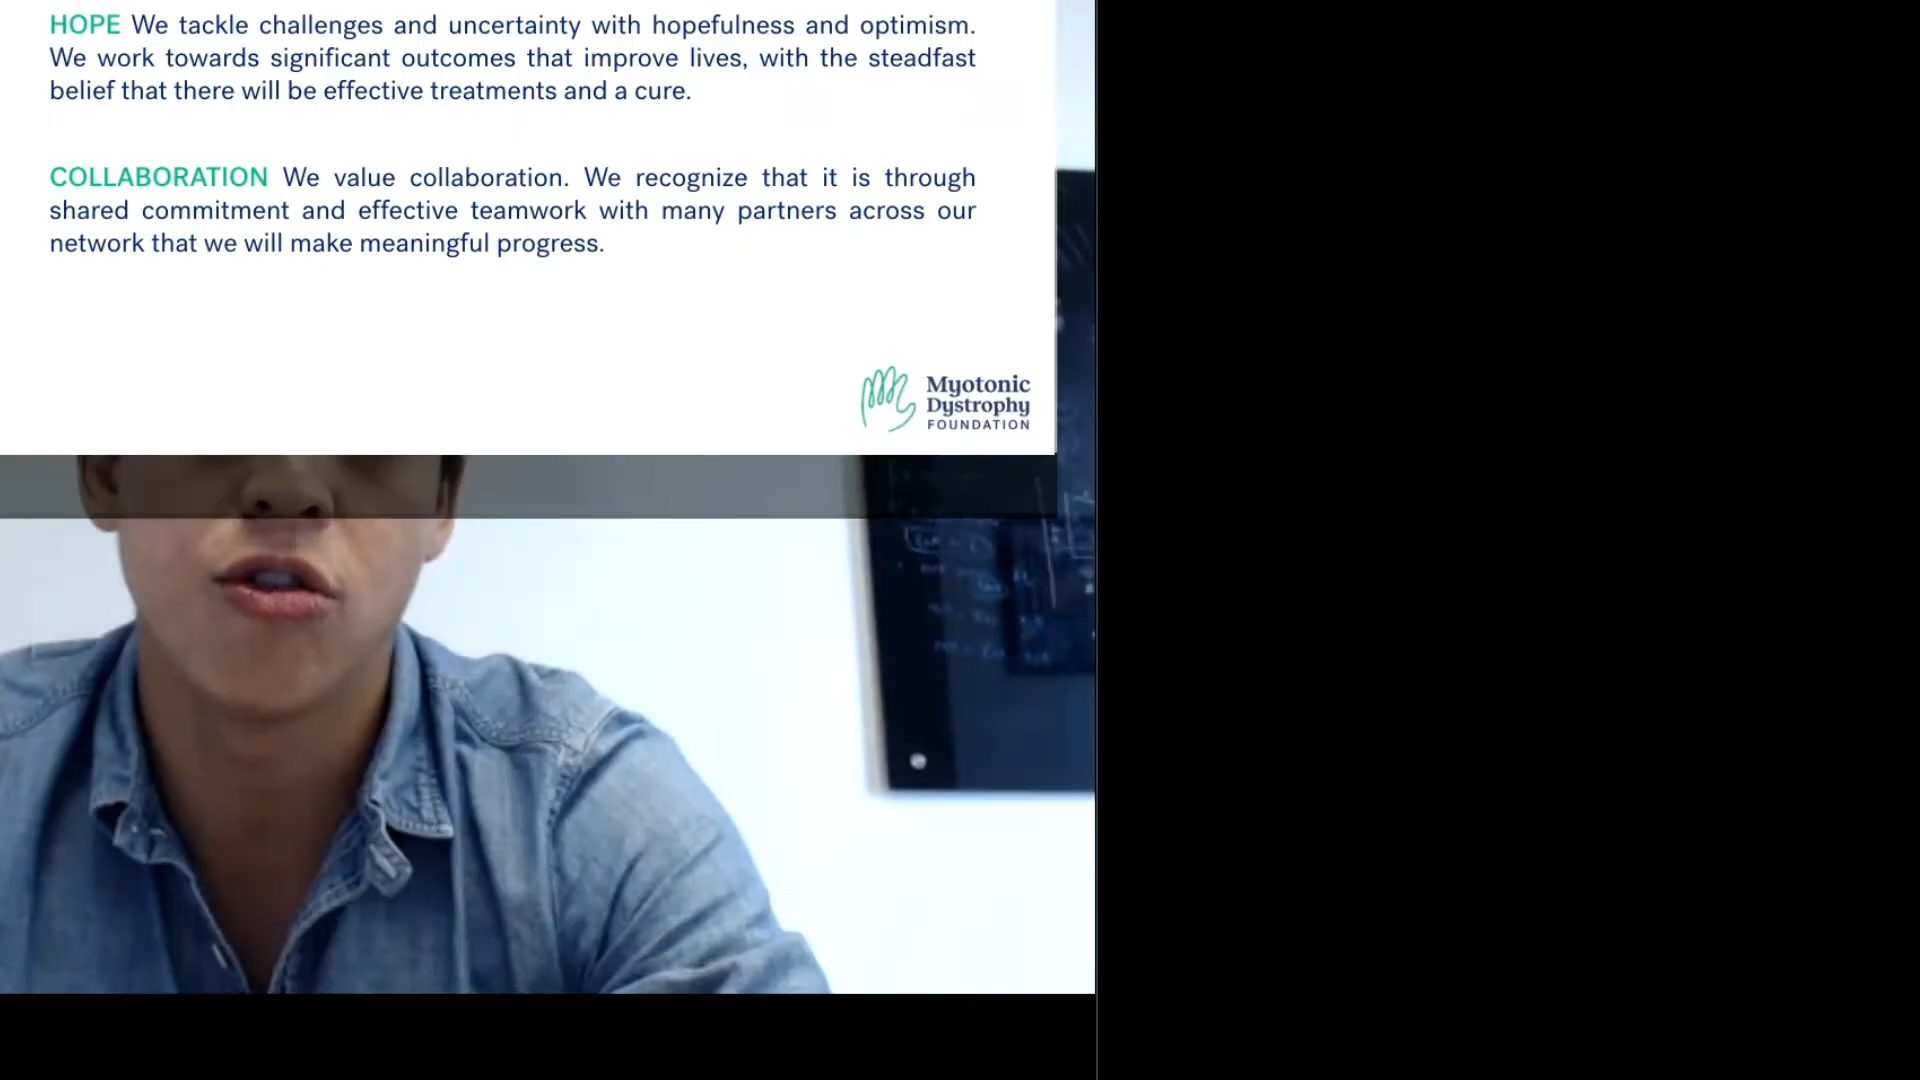 HOPE We tackle challenges and uncertainty with hopefulness and optimism.
We work towards significant outcomes that improve lives, with the steadfast
belief that there will be effective treatments and a cure.
COLLABORATION We value collaboration. We recognize that it is through
shared commitment and effective teamwork with many partners across our
network that we will make meaningful progress.
Myotonic
Dystrophy
FOUNDATION